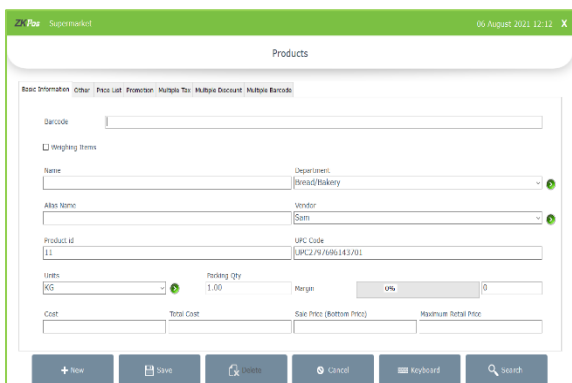 ZKPos Supermarket 06 August 2021 12:12 X
Products
Basic Information Other Price List Promotion Multiple Tax Multiple Discount Multiple Barcode
Barcode
Weighing Items
Name Department
Bread/Bakery
Alias Name Vendor
Sam
Product id UPC Code
11 UPC2797696143701
Units Parking Qty
KG 1.00 Margin 0% 0
Cost Total Cost Sale Price (Bottom Price) Maximum Retail Price
+ New Save Delete Cancel Keyboard Search